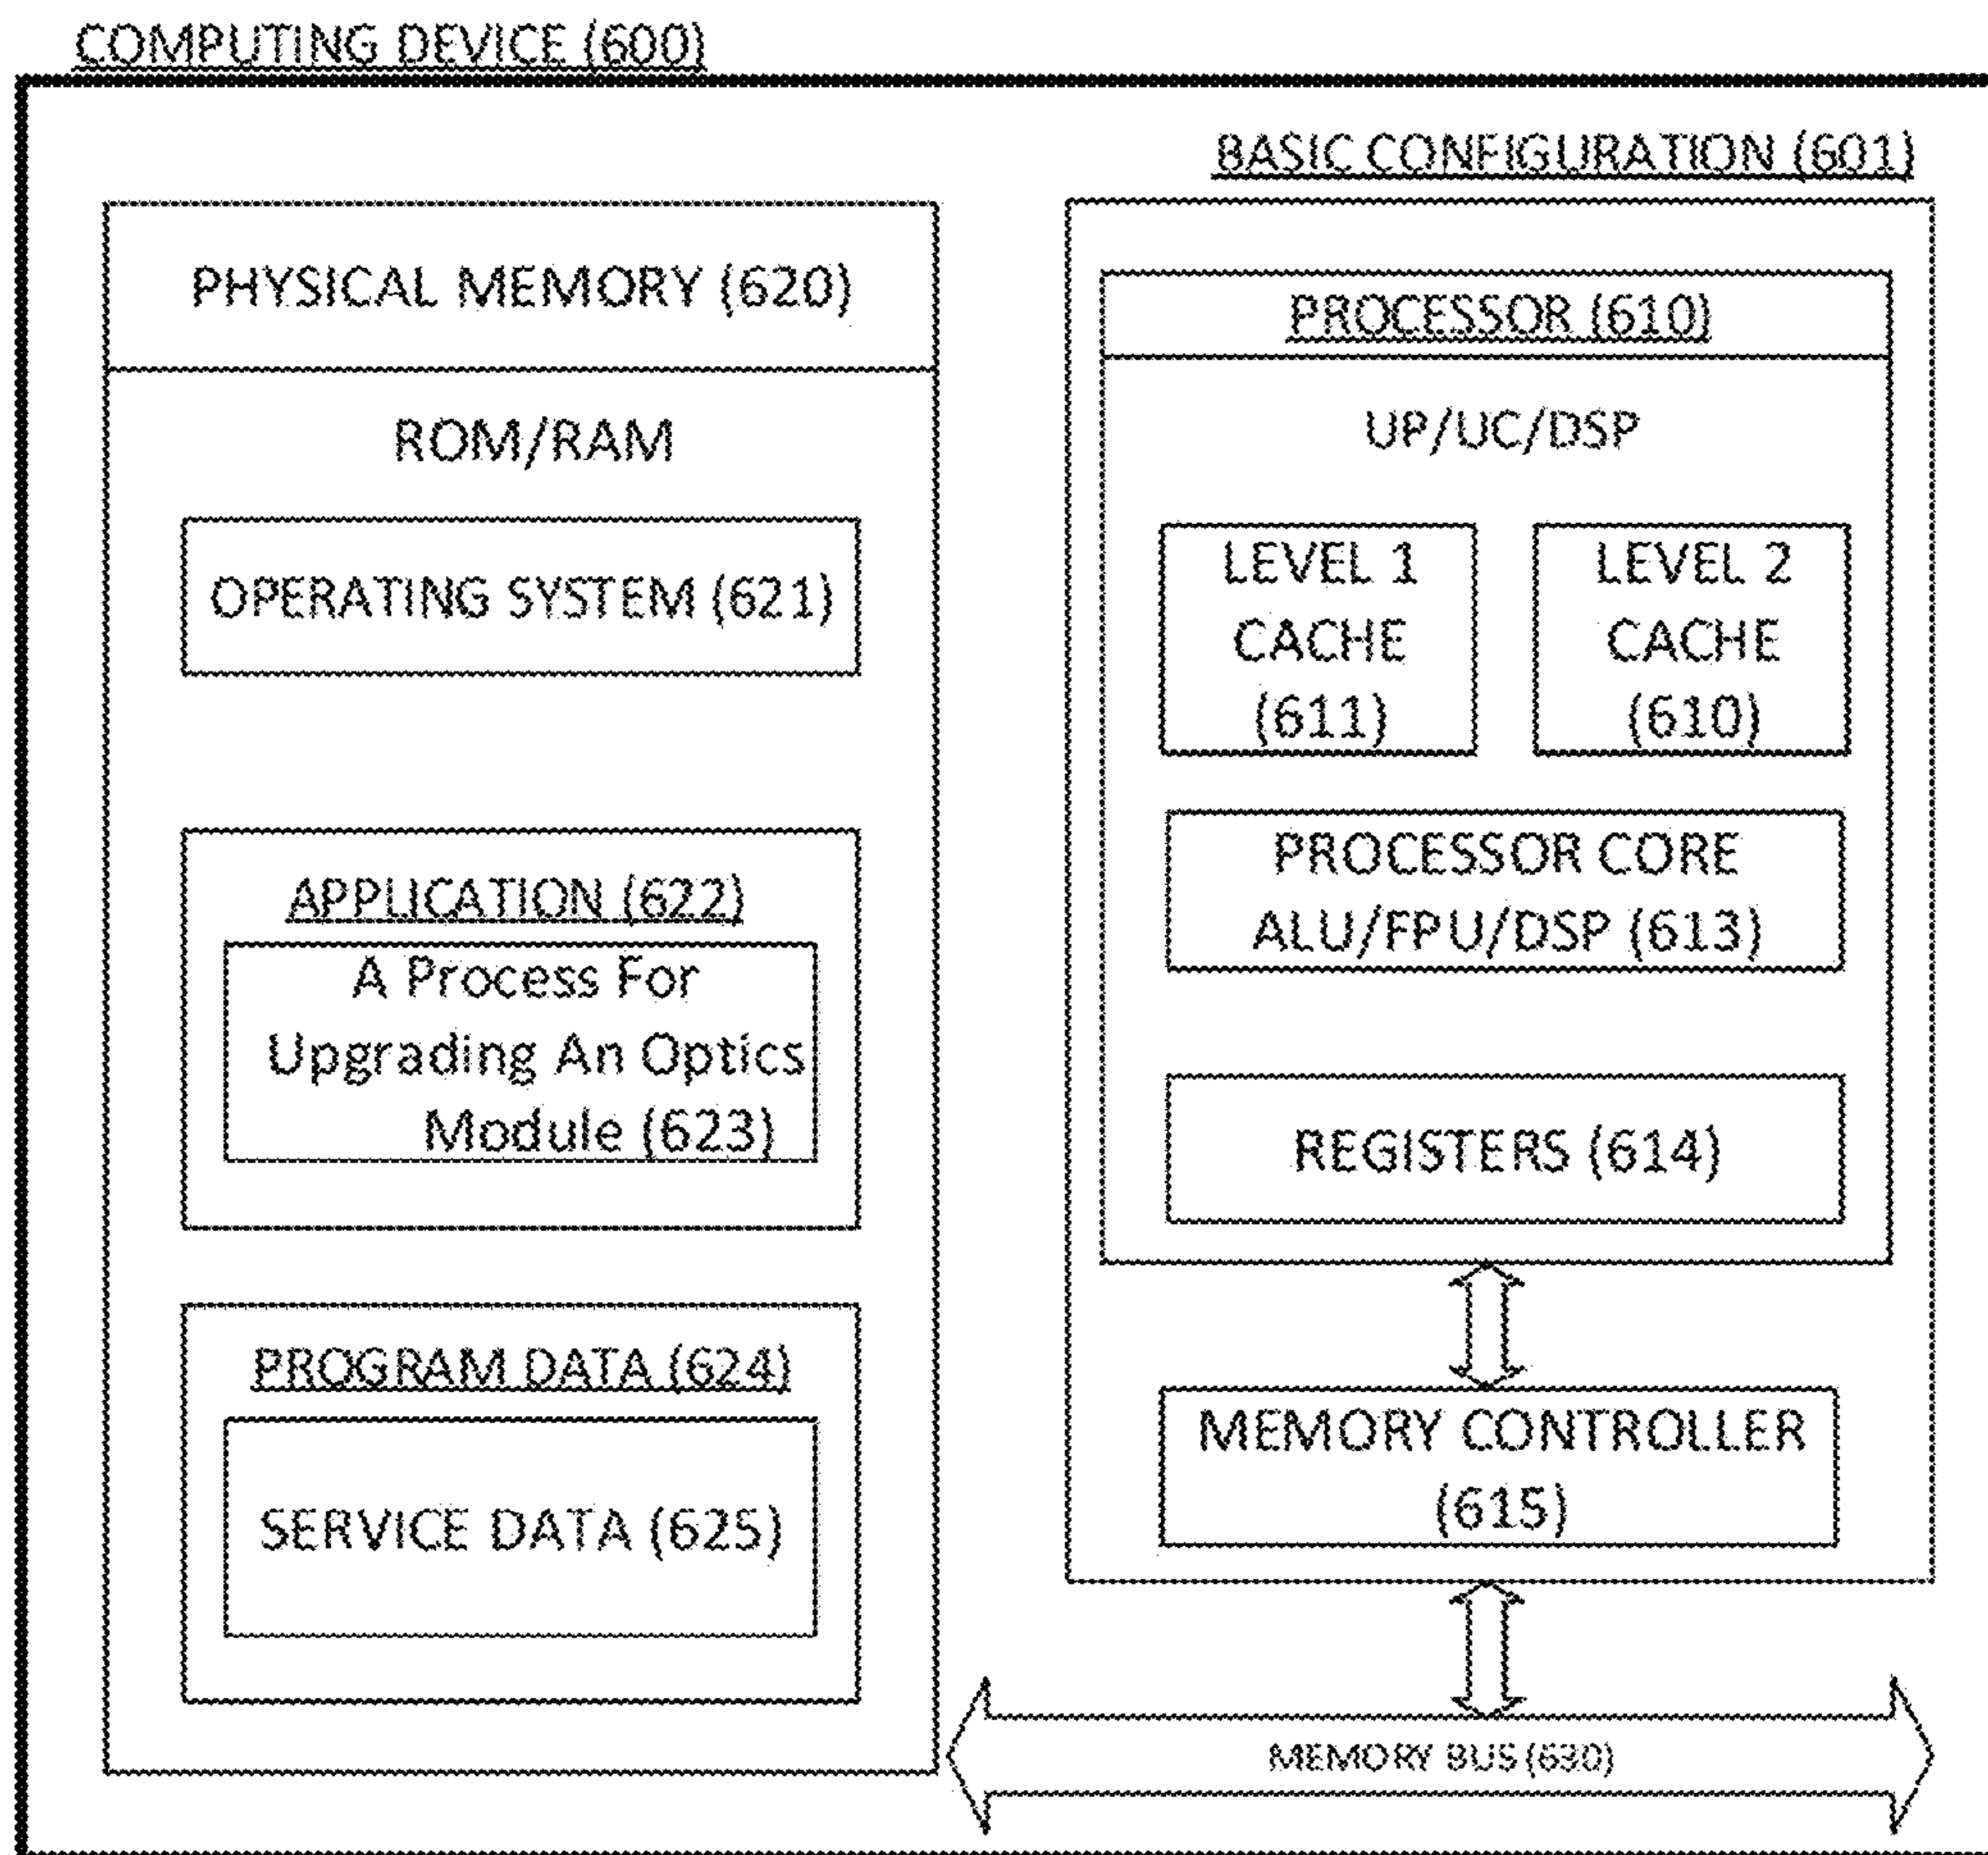 COMPUTING DEVICE (600)
PHYSICAL MEMORY (620)
ROM/RAM
OPERATING SYSTEM (621)
APPLICATION (622)
A Process For
Upgrading An Optics
Module (623)
PROGRAM DATA (624)
SERVICE DATA (625)
BASIC CONFIGURATION (601)
PROCESSOR (610)
UP/UC/DSP
LEVEL 1
CACHE
(611)
LEVEL 2
CACHE
(610)
PROCESSOR CORE
ALU/FPU/DSP (613)
REGISTERS (614)
MEMORY CONTROLLER
(615)
MEMORY BUS (630)